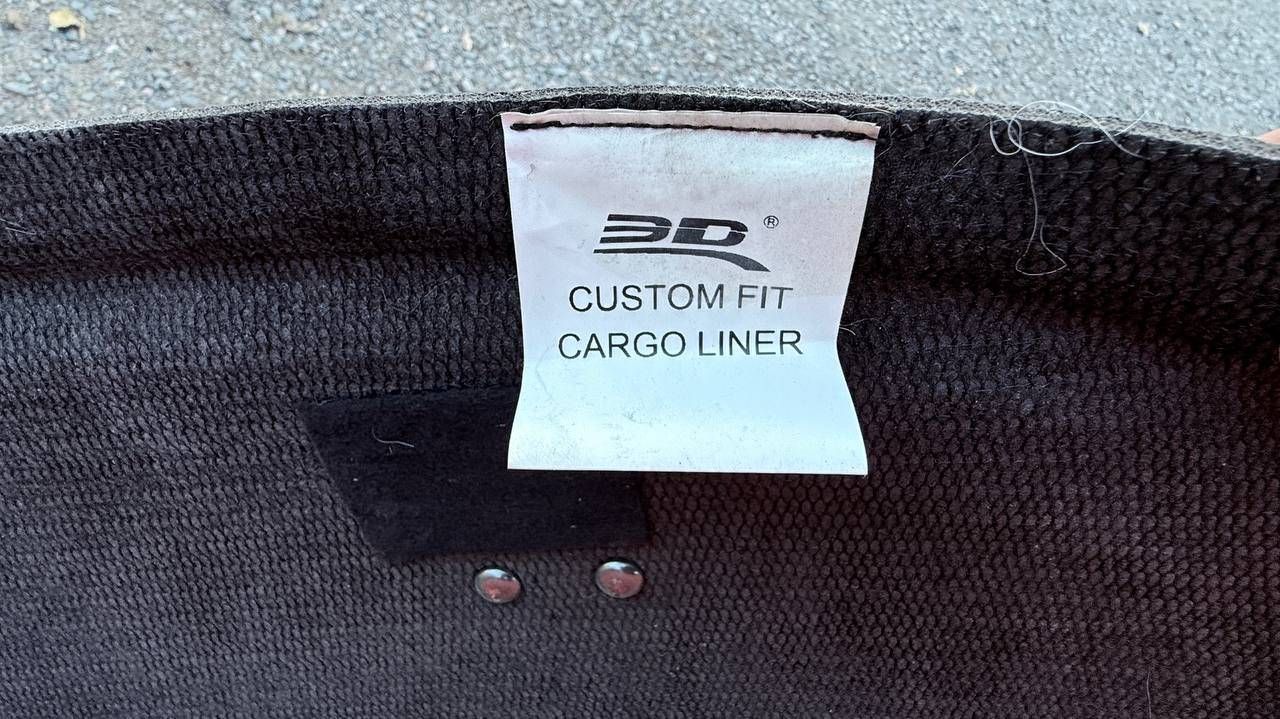 3D®
CUSTOM FIT
CARGO LINER